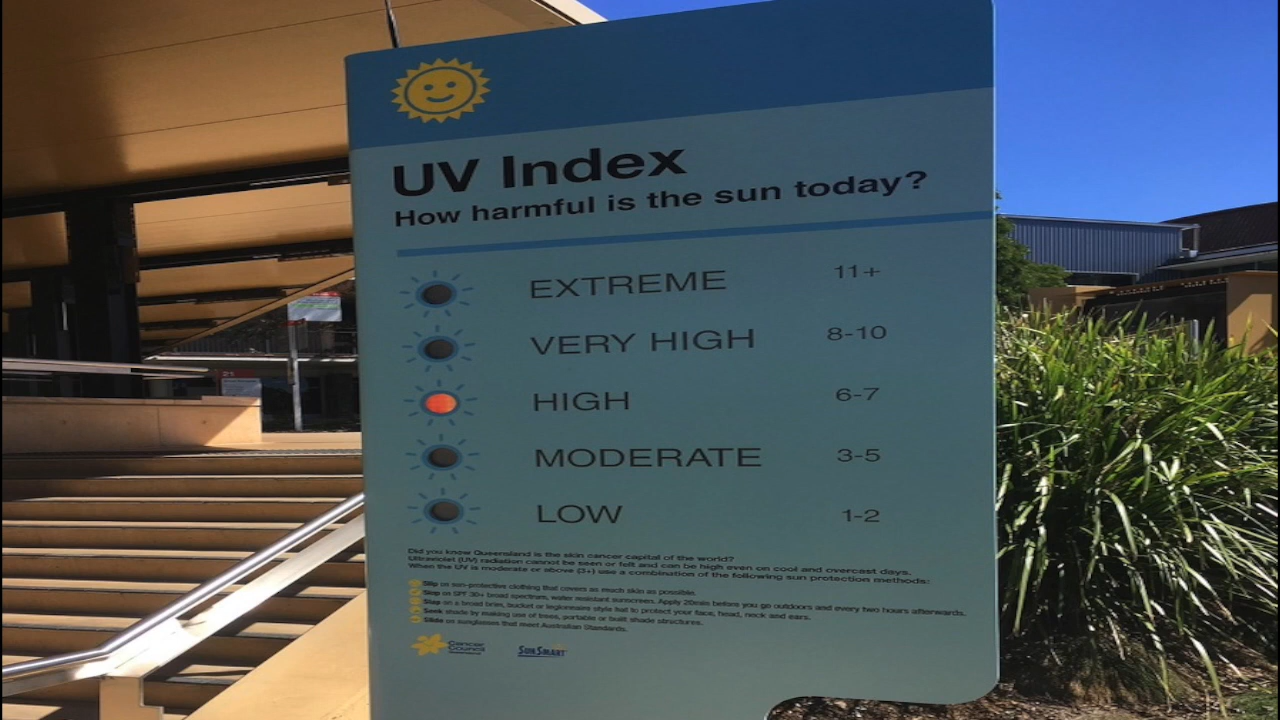 UV Index
How harmful is the sun today?
EXTREME 11+
VERY HIGH 8-10
HIGH 6-7
MODERATE 3-5
LOW 1-2
Did you know Queensland is the skin cancer capital of the world?
Ultraviolet (UV) radiation cannot be seen or felt and can be high even on cool and overcast days.
When the UV is moderate or above (3+) use a combination of the following sun protection methods:
Slip on sun-protective clothing that covers as much skin as possible.
Slop on SPF 30+ broad spectrum, water resistant sunscreen. Apply 20min before you go outdoors and every two hours afterwards.
Slap on a broad brim, bucket or legionnaire style hat to protect your face, head, neck and ears.
Seek shade by making use of trees, portable or built shade structures.
Slide on sunglasses that meet Australian Standards.
Cancer
Council
SunSmart
21